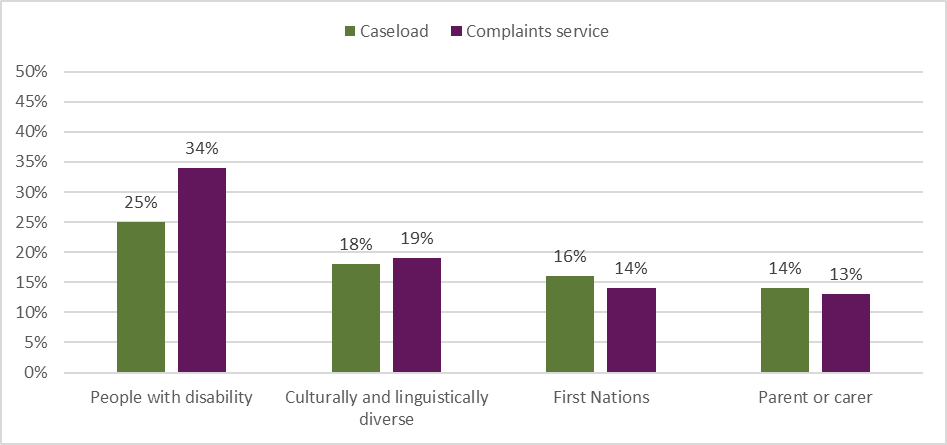 Caseload Complaints service
50%
45%
40%
35%
30%
25%
20%
15%
10%
5%
0%
25% 34%
18% 19%
16% 14%
14% 13%
People with disability
Culturally and linguistically
diverse
First Nations
Parent or carer